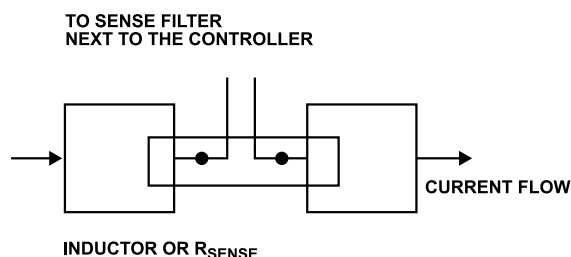 TO SENSE FILTER
NEXT TO THE CONTROLLER
CURRENT FLOW
INDUCTOR OR RSENSE